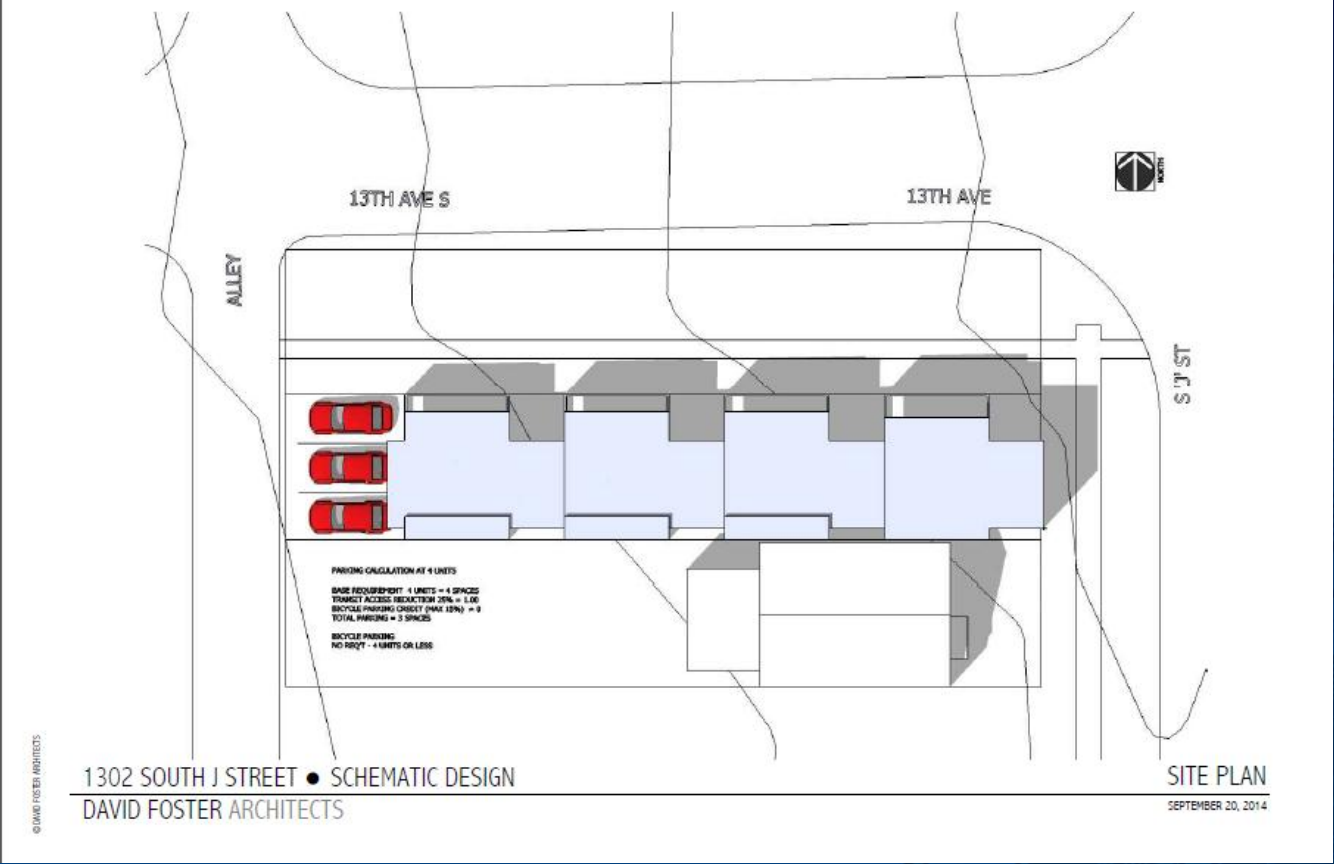 13TH AVE S
13TH AVE
NORTH
ALLEY
S 'J' ST
PARKING CALCULATION AT 4 UNITS
BASE REQUIREMENT 4 UNITS = 4 SPACES
TRANSIT ACCESS REDUCTION 25% = 1.00
BICYCLE PARKING CREDIT (MAX 15%) = 0
TOTAL PARKING = 3 SPACES
BICYCLE PARKING
NO REQ'T - 4 UNITS OR LESS
© DAVID FOSTER ARCHITECTS
1302 SOUTH J STREET ● SCHEMATIC DESIGN
SITE PLAN
DAVID FOSTER ARCHITECTS
SEPTEMBER 20, 2014